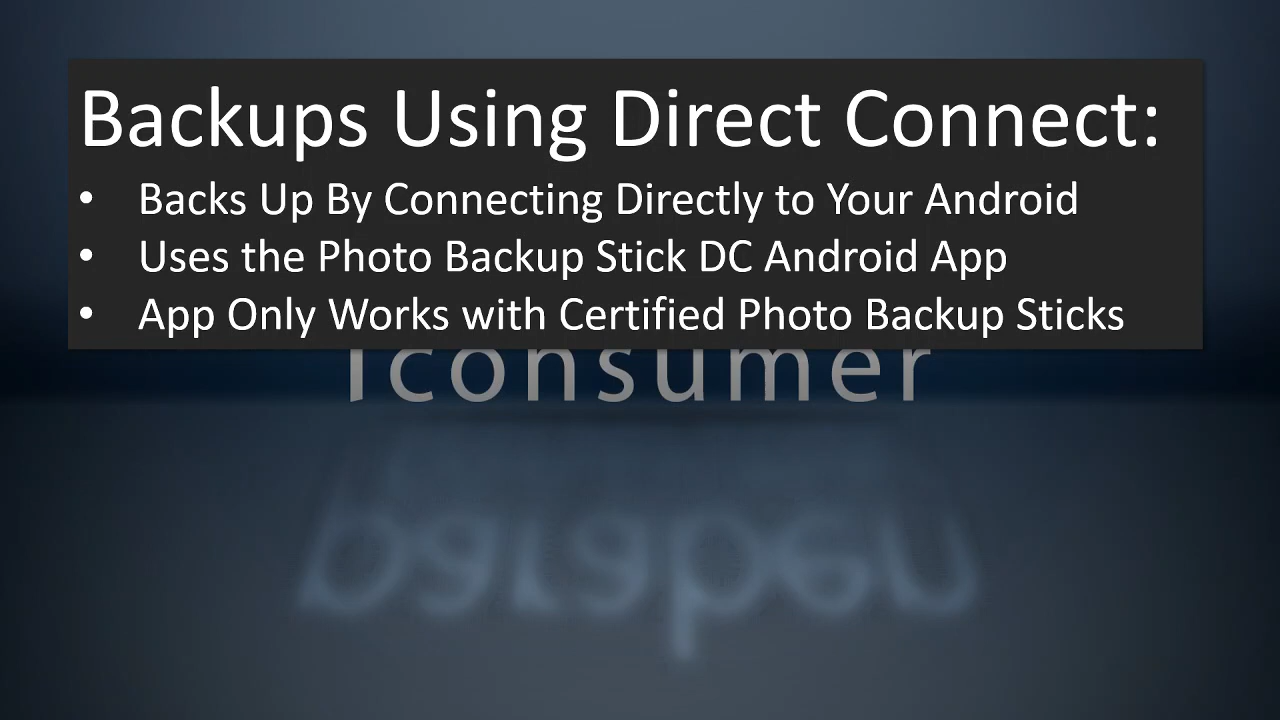 Backups Using Direct Connect:
• Backs Up By Connecting Directly to Your Android
• Uses the Photo Backup Stick DC Android App
• App Only Works with Certified Photo Backup Sticks
iconsumer